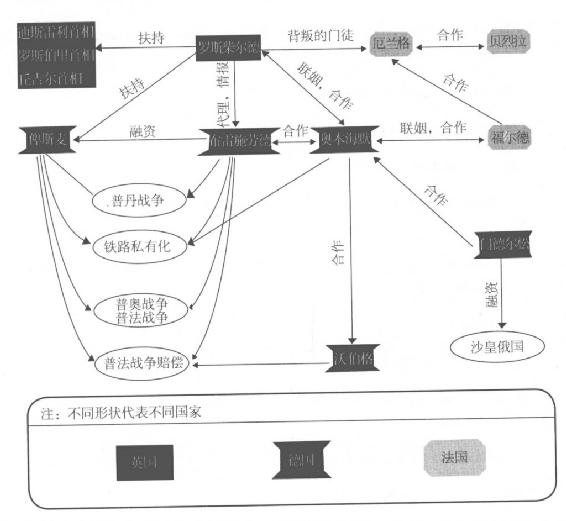 迪斯雷利首相
罗斯伯里首相
丘吉尔首相
扶持
罗斯柴尔德
背叛的门徒
厄兰格
合作
贝烈拉
扶持
代理，情报
联姻，合作
合作
俾斯麦
融资
布雷施劳德
合作
奥本海默
联姻，合作
福尔德
普丹战争
合作
铁路私有化
门德尔松
合作
普奥战争
普法战争
融资
普法战争赔偿
沃伯格
沙皇俄国
注：不同形状代表不同国家
英国
德国
法国